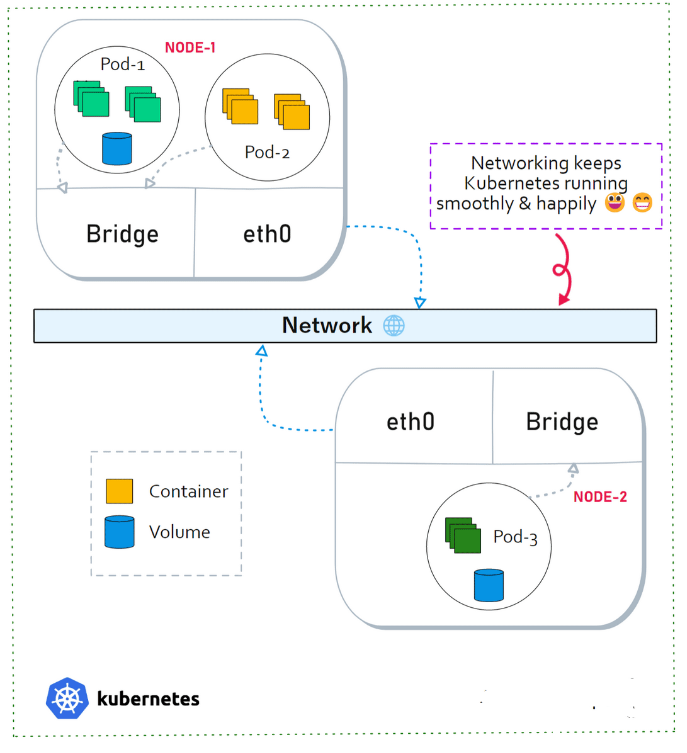 NODE-1
Pod-1
Pod-2
Bridge
eth0
Networking keeps
Kubernetes running
smoothly & happily 😃 😁
Network 🌐
eth0
Bridge
NODE-2
Pod-3
Container
Volume
kubernetes